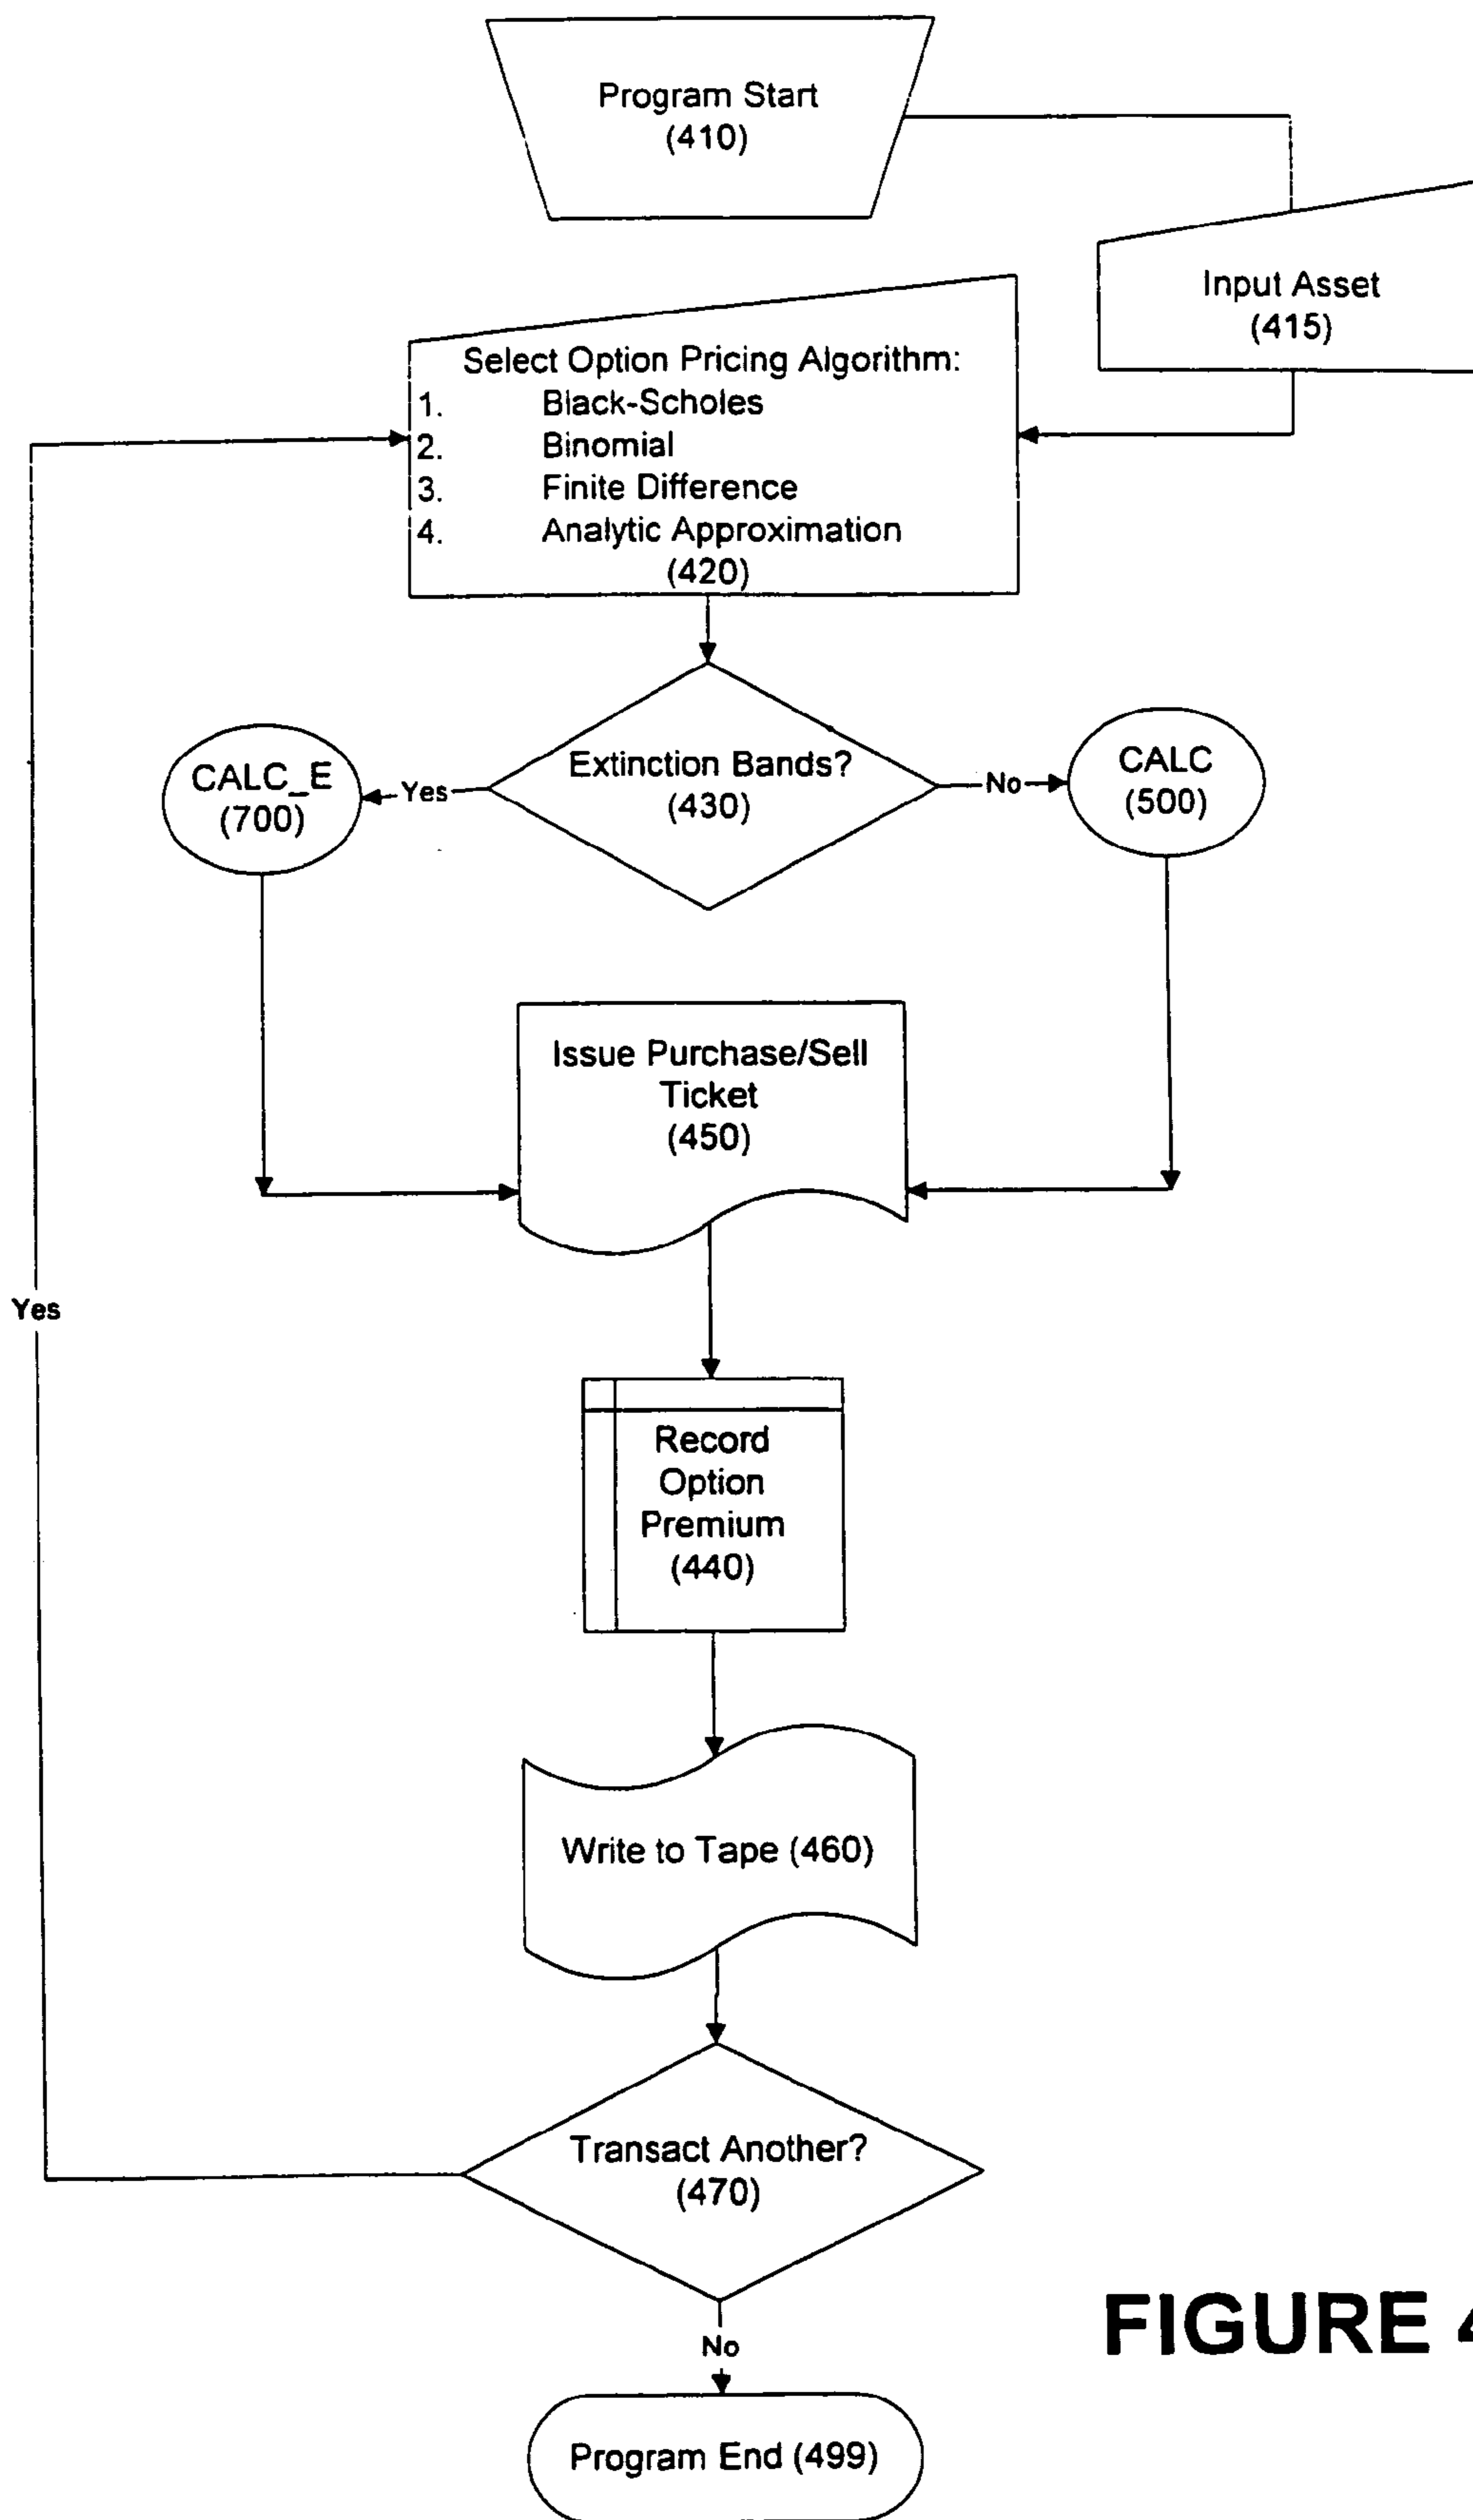 Program Start
(410)
Input Asset
(415)
Select Option Pricing Algorithm:
1. Black-Scholes
2. Binomial
3. Finite Difference
4. Analytic Approximation
(420)
Extinction Bands?
(430)
Yes
No
CALC_E
(700)
CALC
(500)
Issue Purchase/Sell
Ticket
(450)
Yes
Record
Option
Premium
(440)
Write to Tape (460)
Transact Another?
(470)
No
Program End (499)
FIGURE 4